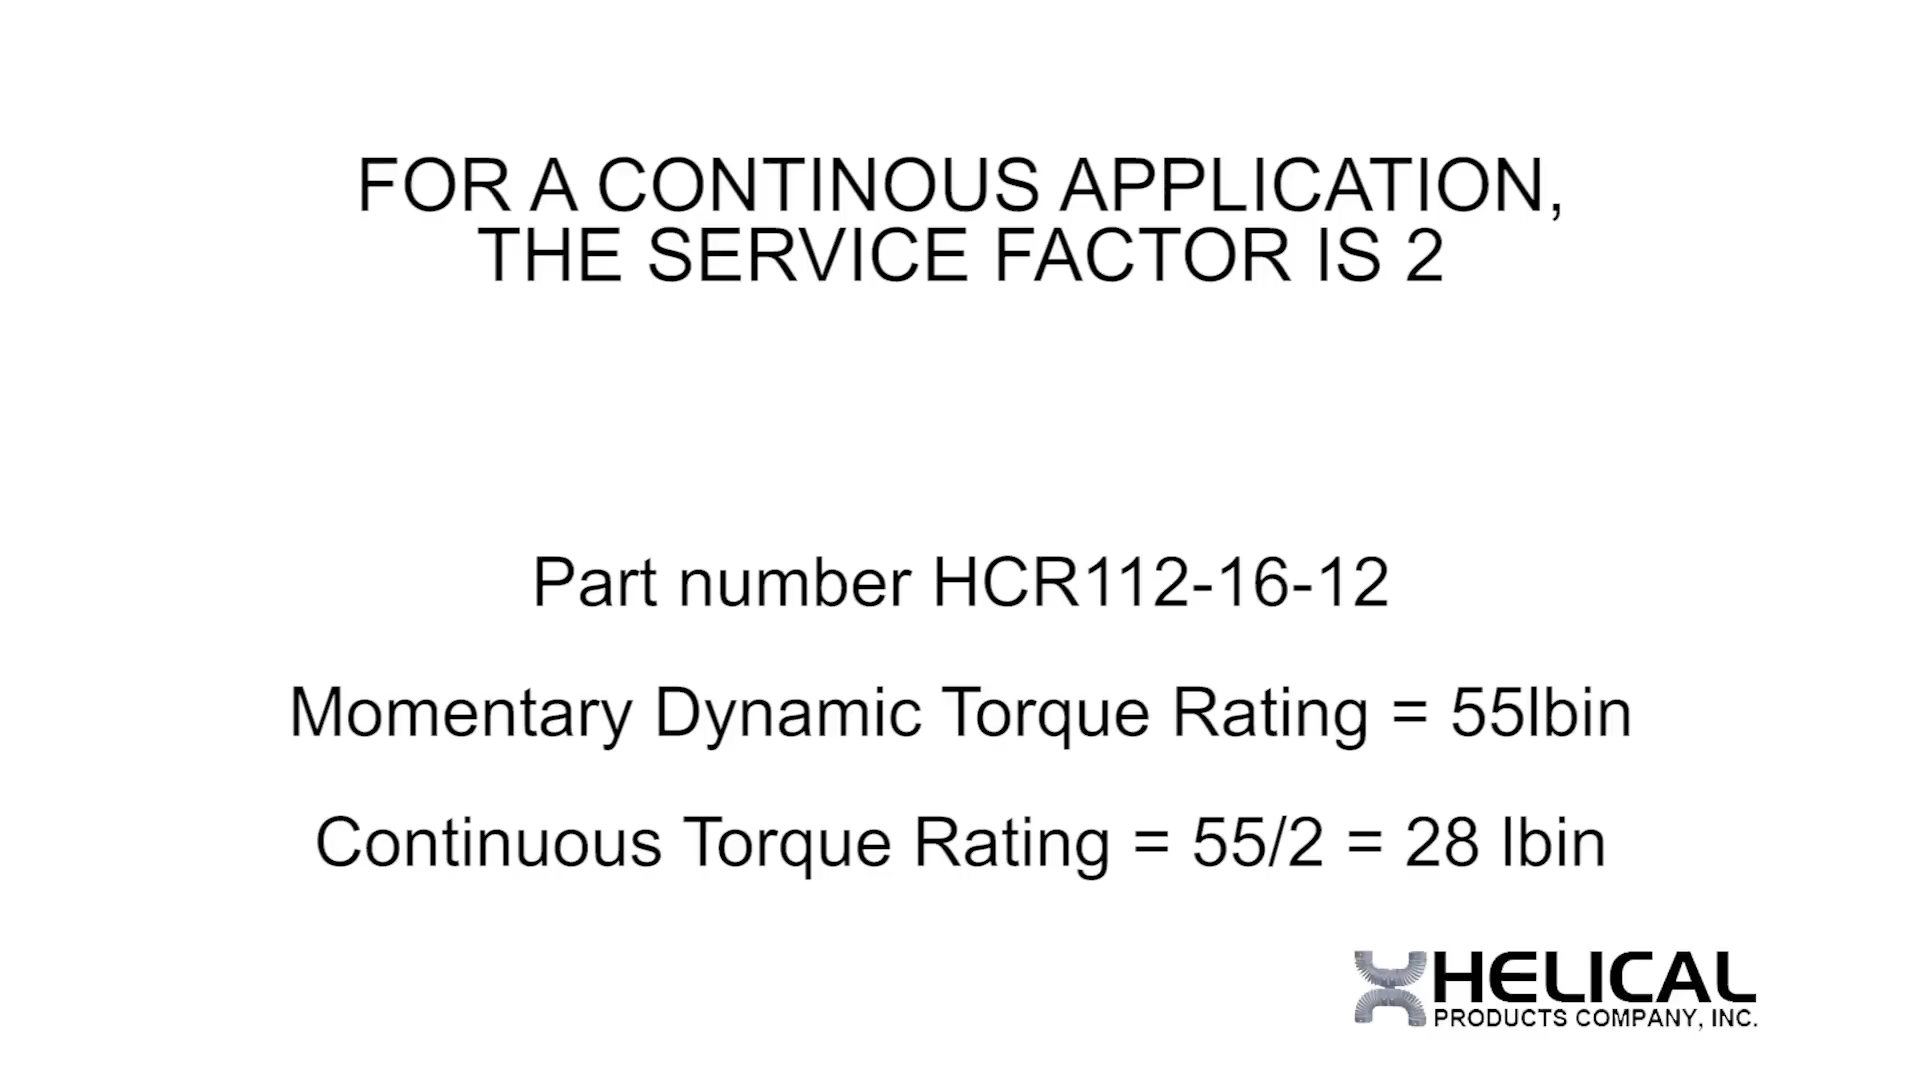 FOR A CONTINOUS APPLICATION,
THE SERVICE FACTOR IS 2
Part number HCR112-16-12
Momentary Dynamic Torque Rating = 55lbin
Continuous Torque Rating = 55/2 = 28 lbin
HELICAL
PRODUCTS COMPANY, INC.